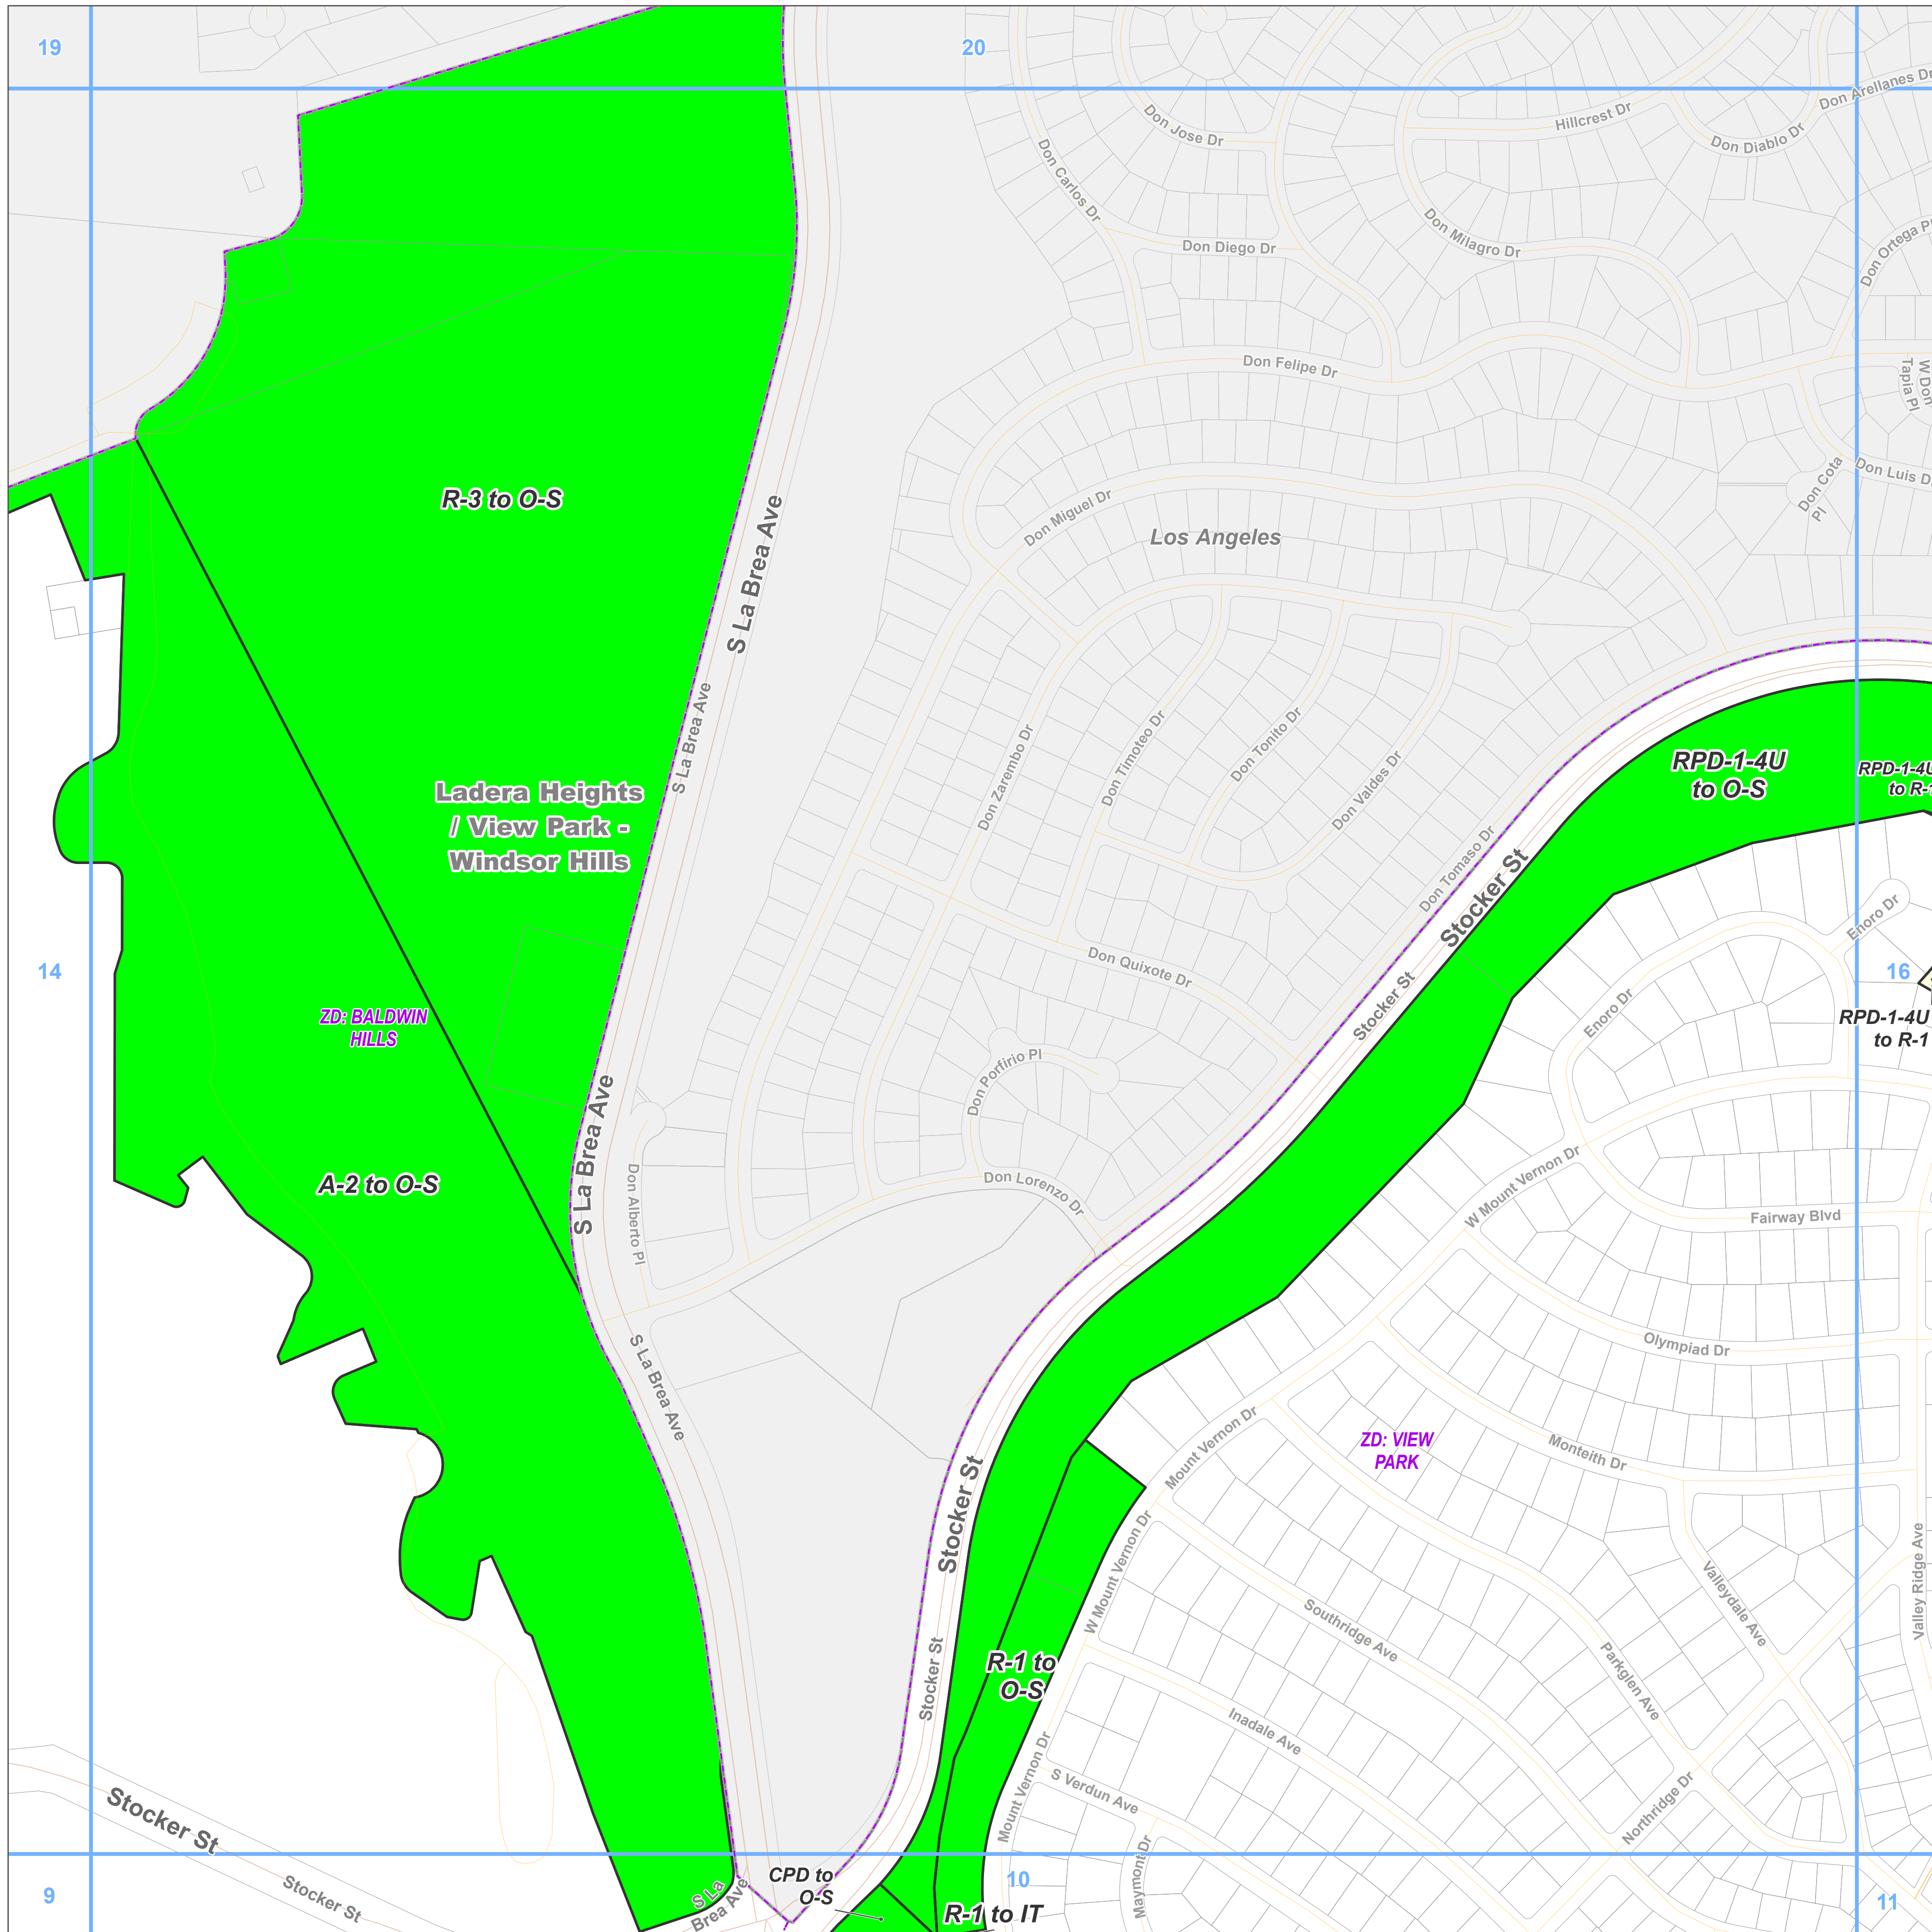 19
20
Don Jose Dr
Hillcrest Dr
Don Arellanes Dr
Don Diablo Dr
Don Carlos Dr
Don Diego Dr
Don Milagro Dr
Don Ortega Pl
Don Felipe Dr
W Don
Tapia Pl
R-3 to O-S
Don Miguel Dr
Los Angeles
Don Cota
Pl
Don Luis D
S La Brea Ave
S La Brea Ave
Ladera Heights
/ View Park -
Windsor Hills
Don Zarembo Dr
Don Timoteo Dr
Don Tonito Dr
Don Valdes Dr
Don Tomaso Dr
Stocker St
RPD-1-4U
to O-S
RPD-1-4U
to R-1
Enoro Dr
14
Don Quixote Dr
Stocker St
Enoro Dr
16
ZD: BALDWIN
HILLS
RPD-1-4U
to R-1
Don Porfirio Pl
S La Brea Ave
A-2 to O-S
Don Alberto Pl
Don Lorenzo Dr
W Mount Vernon Dr
Fairway Blvd
S La Brea Ave
Olympiad Dr
Mount Vernon Dr
ZD: VIEW
PARK
Monteith Dr
Stocker St
W Mount Vernon Dr
Valleydale Ave
Valley Ridge Ave
Southridge Ave
Parkglen Ave
R-1 to
O-S
Stocker St
Inadale Ave
Mount Vernon Dr
S Verdun Ave
Northridge Dr
Stocker St
Stocker St
Maymont Dr
9
S La
Brea Ave
CPD to
O-S
10
R-1 to IT
11